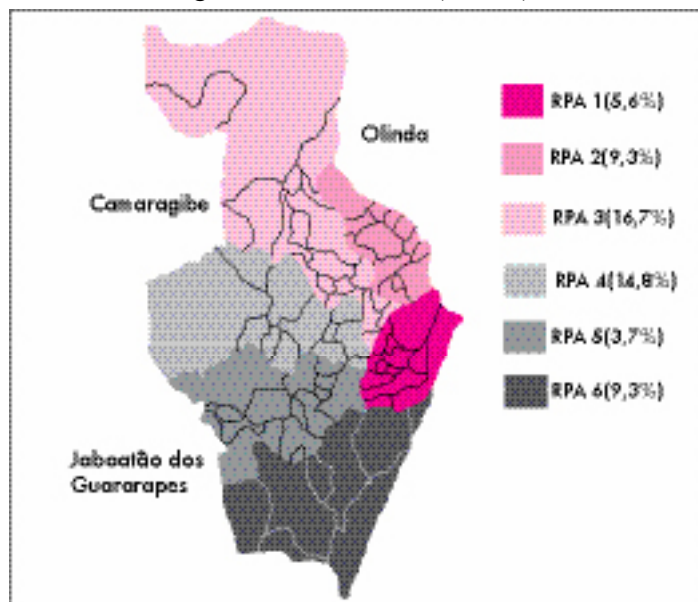 Olinda
Camaragibe
Jaboatão dos
Guararapes
RPA 1(5,6%)
RPA 2(9,3%)
RPA 3(16,7%)
RPA 4(14,8%)
RPA 5(3,7%)
RPA 6(9,3%)